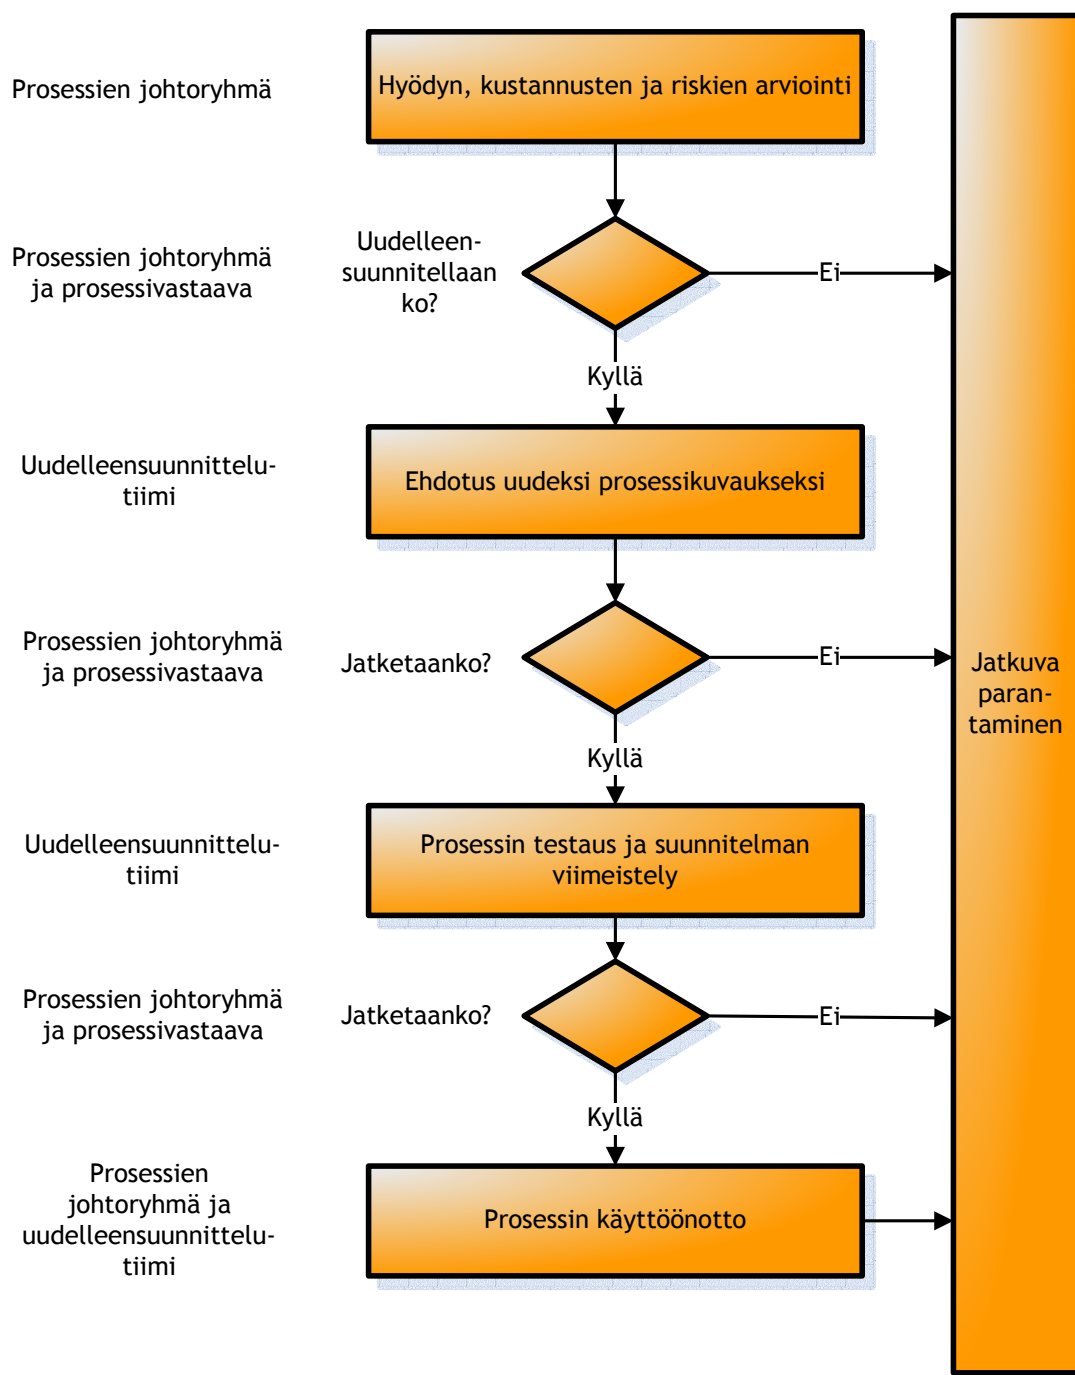 Prosessien johtoryhmä
Hyödyn, kustannusten ja riskien arviointi
Prosessien johtoryhmä
ja prosessivastaava
Uudelleen-
suunnitellaan
ko?
Ei
Kyllä
Uudelleensuunnittelu-
tiimi
Ehdotus uudeksi prosessikuvaukseksi
Prosessien johtoryhmä
ja prosessivastaava
Jatketaanko?
Ei
Jatkuva
paran-
taminen
Kyllä
Uudelleensuunnittelu-
tiimi
Prosessin testaus ja suunnitelman
viimeistely
Prosessien johtoryhmä
ja prosessivastaava
Jatketaanko?
Ei
Kyllä
Prosessien
johtoryhmä ja
uudelleensuunnittelu-
tiimi
Prosessin käyttöönotto